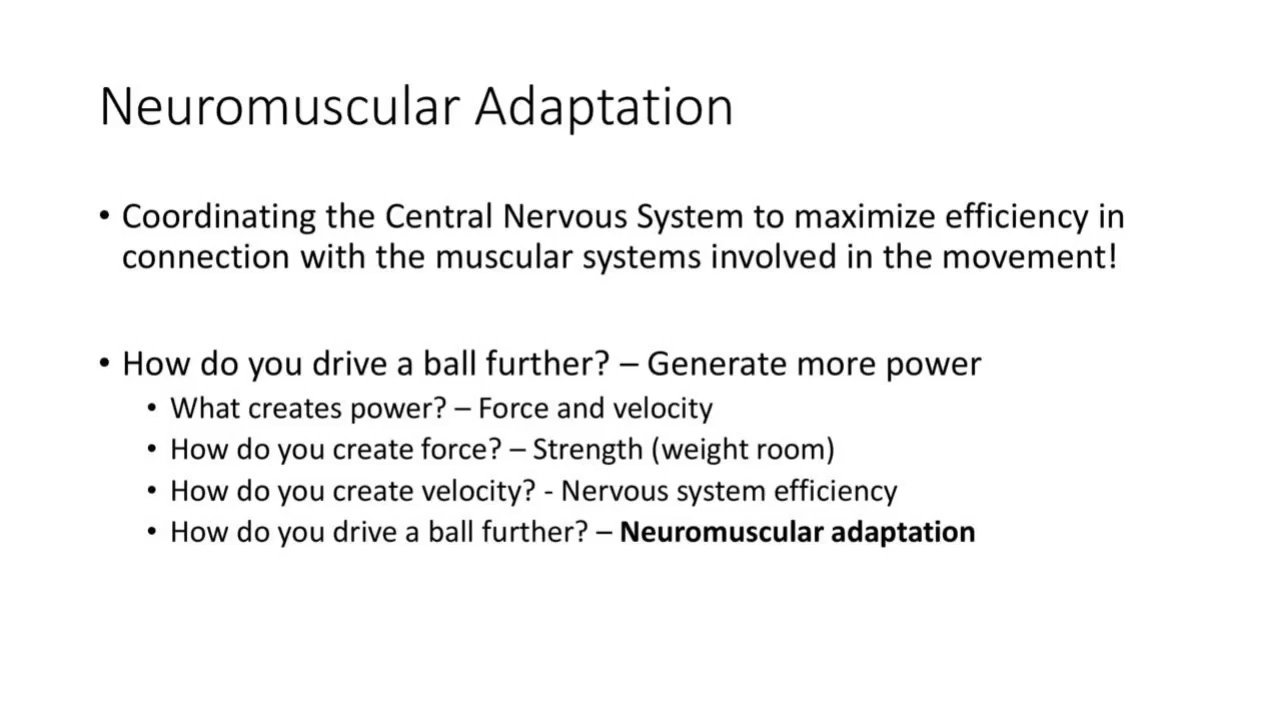 Neuromuscular Adaptation
• Coordinating the Central Nervous System to maximize efficiency in
connection with the muscular systems involved in the movement!
• How do you drive a ball further? – Generate more power
• What creates power? – Force and velocity
• How do you create force? – Strength (weight room)
• How do you create velocity? - Nervous system efficiency
• How do you drive a ball further? – Neuromuscular adaptation